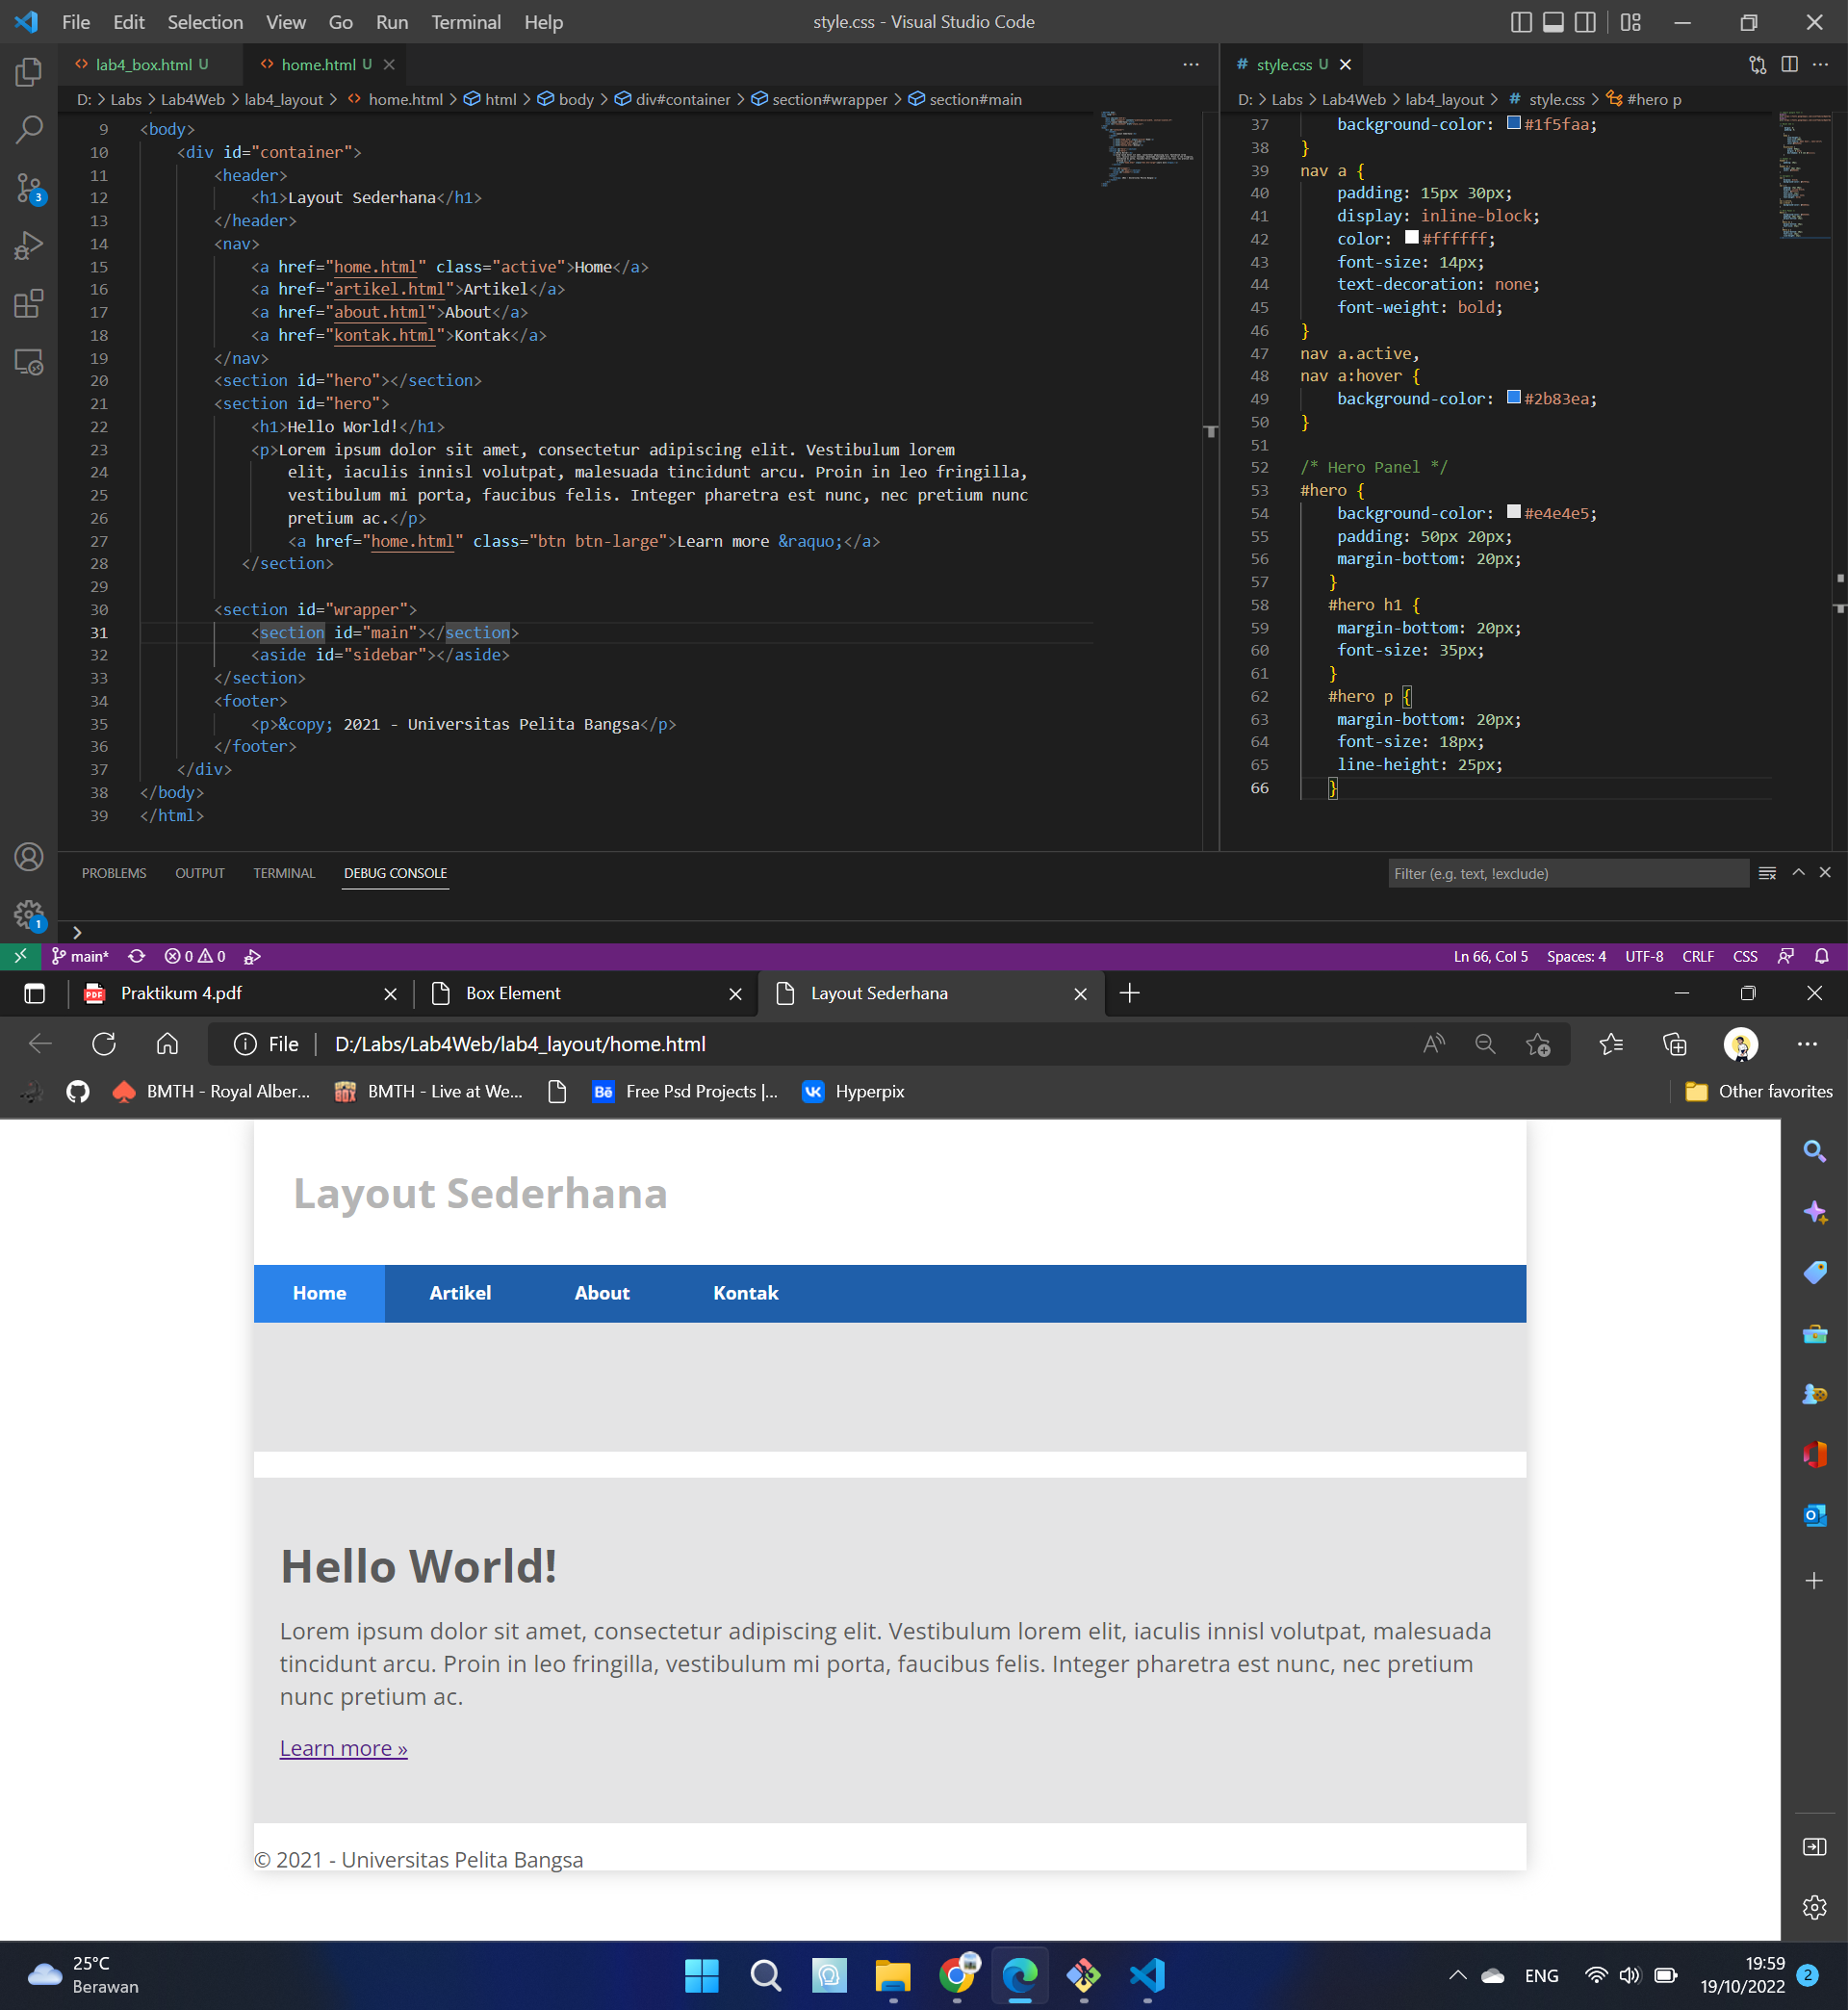 File Edit Selection View Go Run Terminal Help
style.css - Visual Studio Code
lab4_box.html U
home.html U
style.css U
D: > Labs > Lab4Web > lab4_layout > home.html > html > body > div#container > section#wrapper > section#main
9 <body>
10 <div id="container">
11 <header>
12 <h1>Layout Sederhana</h1>
13 </header>
14 <nav>
15 <a href="home.html" class="active">Home</a>
16 <a href="artikel.html">Artikel</a>
17 <a href="about.html">About</a>
18 <a href="kontak.html">Kontak</a>
19 </nav>
20 <section id="hero"></section>
21 <section id="hero">
22 <h1>Hello World!</h1>
23 <p>Lorem ipsum dolor sit amet, consectetur adipiscing elit. Vestibulum lorem
24 elit, iaculis innisl volutpat, malesuada tincidunt arcu. Proin in leo fringilla,
25 vestibulum mi porta, faucibus felis. Integer pharetra est nunc, nec pretium nunc
26 pretium ac.</p>
27 <a href="home.html" class="btn btn-large">Learn more &raquo;</a>
28 </section>
29
30 <section id="wrapper">
31 <section id="main"></section>
32 <aside id="sidebar"></aside>
33 </section>
34 <footer>
35 <p>&copy; 2021 - Universitas Pelita Bangsa</p>
36 </footer>
37 </div>
38 </body>
39 </html>
D: > Labs > Lab4Web > lab4_layout > # style.css > #hero p
37 background-color: #1f5faa;
38 }
39 nav a {
40 padding: 15px 30px;
41 display: inline-block;
42 color: #ffffff;
43 font-size: 14px;
44 text-decoration: none;
45 font-weight: bold;
46 }
47 nav a.active,
48 nav a:hover {
49 background-color: #2b83ea;
50 }
51
52 /* Hero Panel */
53 #hero {
54 background-color: #e4e4e5;
55 padding: 50px 20px;
56 margin-bottom: 20px;
57 }
58 #hero h1 {
59 margin-bottom: 20px;
60 font-size: 35px;
61 }
62 #hero p {
63 margin-bottom: 20px;
64 font-size: 18px;
65 line-height: 25px;
66 }
3
1
PROBLEMS OUTPUT TERMINAL DEBUG CONSOLE
Filter (e.g. text, !exclude)
main* 0 0
Ln 66, Col 5 Spaces: 4 UTF-8 CRLF CSS
Praktikum 4.pdf
Box Element
Layout Sederhana
File D:/Labs/Lab4Web/lab4_layout/home.html
BMTH - Royal Alber... BMTH - Live at We... Free Psd Projects |... Hyperpix Other favorites
Layout Sederhana
Home Artikel About Kontak
Hello World!
Lorem ipsum dolor sit amet, consectetur adipiscing elit. Vestibulum lorem elit, iaculis innisl volutpat, malesuada
tincidunt arcu. Proin in leo fringilla, vestibulum mi porta, faucibus felis. Integer pharetra est nunc, nec pretium
nunc pretium ac.
Learn more »
© 2021 - Universitas Pelita Bangsa
25°C
Berawan
ENG
19:59
19/10/2022
2